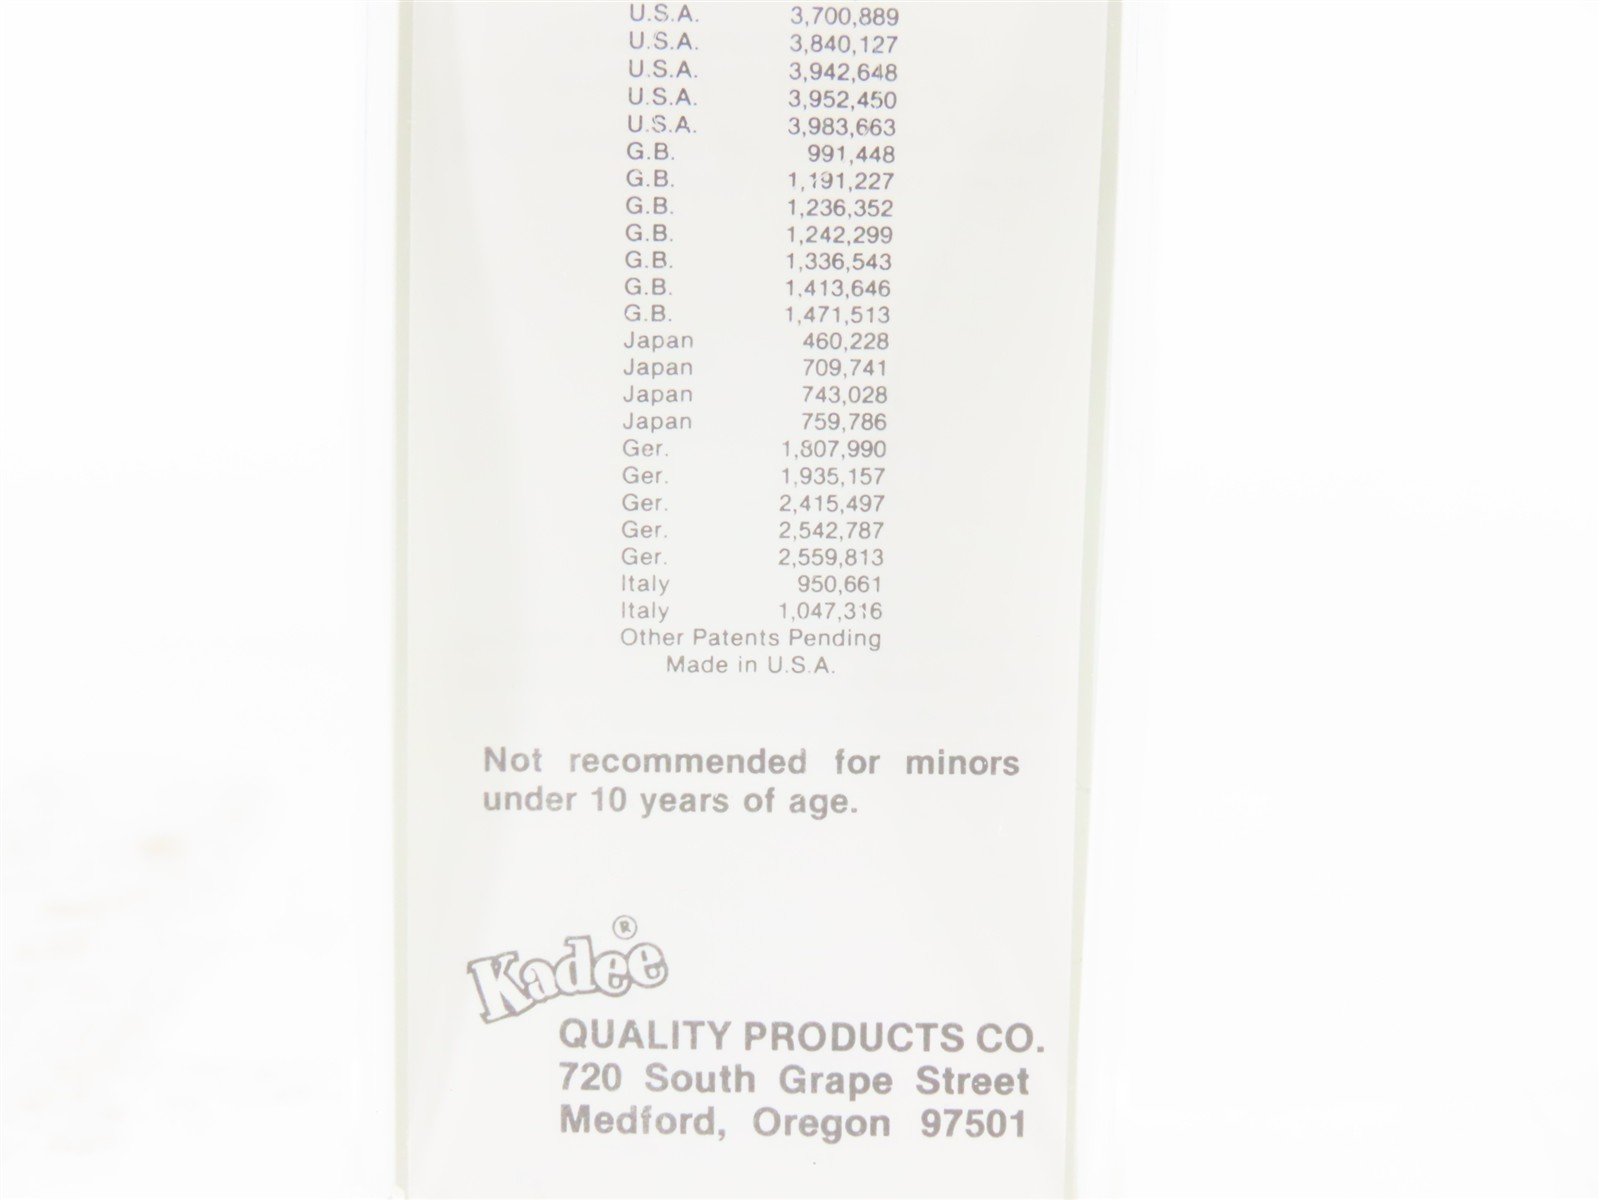 U.S.A. 3,700,889
U.S.A. 3,840,127
U.S.A. 3,942,648
U.S.A. 3,952,450
U.S.A. 3,983,663
G.B. 991,448
G.B. 1,191,227
G.B. 1,236,352
G.B. 1,242,299
G.B. 1,336,543
G.B. 1,413,646
G.B. 1,471,513
Japan 460,228
Japan 709,741
Japan 743,028
Japan 759,786
Ger. 1,807,990
Ger. 1,935,157
Ger. 2,415,497
Ger. 2,542,787
Ger. 2,559,813
Italy 950,661
Italy 1,047,316
Other Patents Pending
Made in U.S.A.
Not recommended for minors
under 10 years of age.
Kadee®
QUALITY PRODUCTS CO.
720 South Grape Street
Medford, Oregon 97501